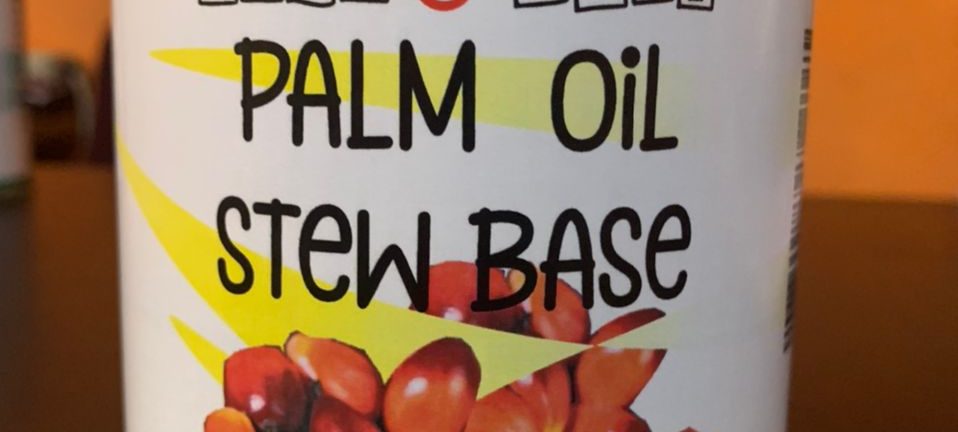 PALM OiL
STeW BASe